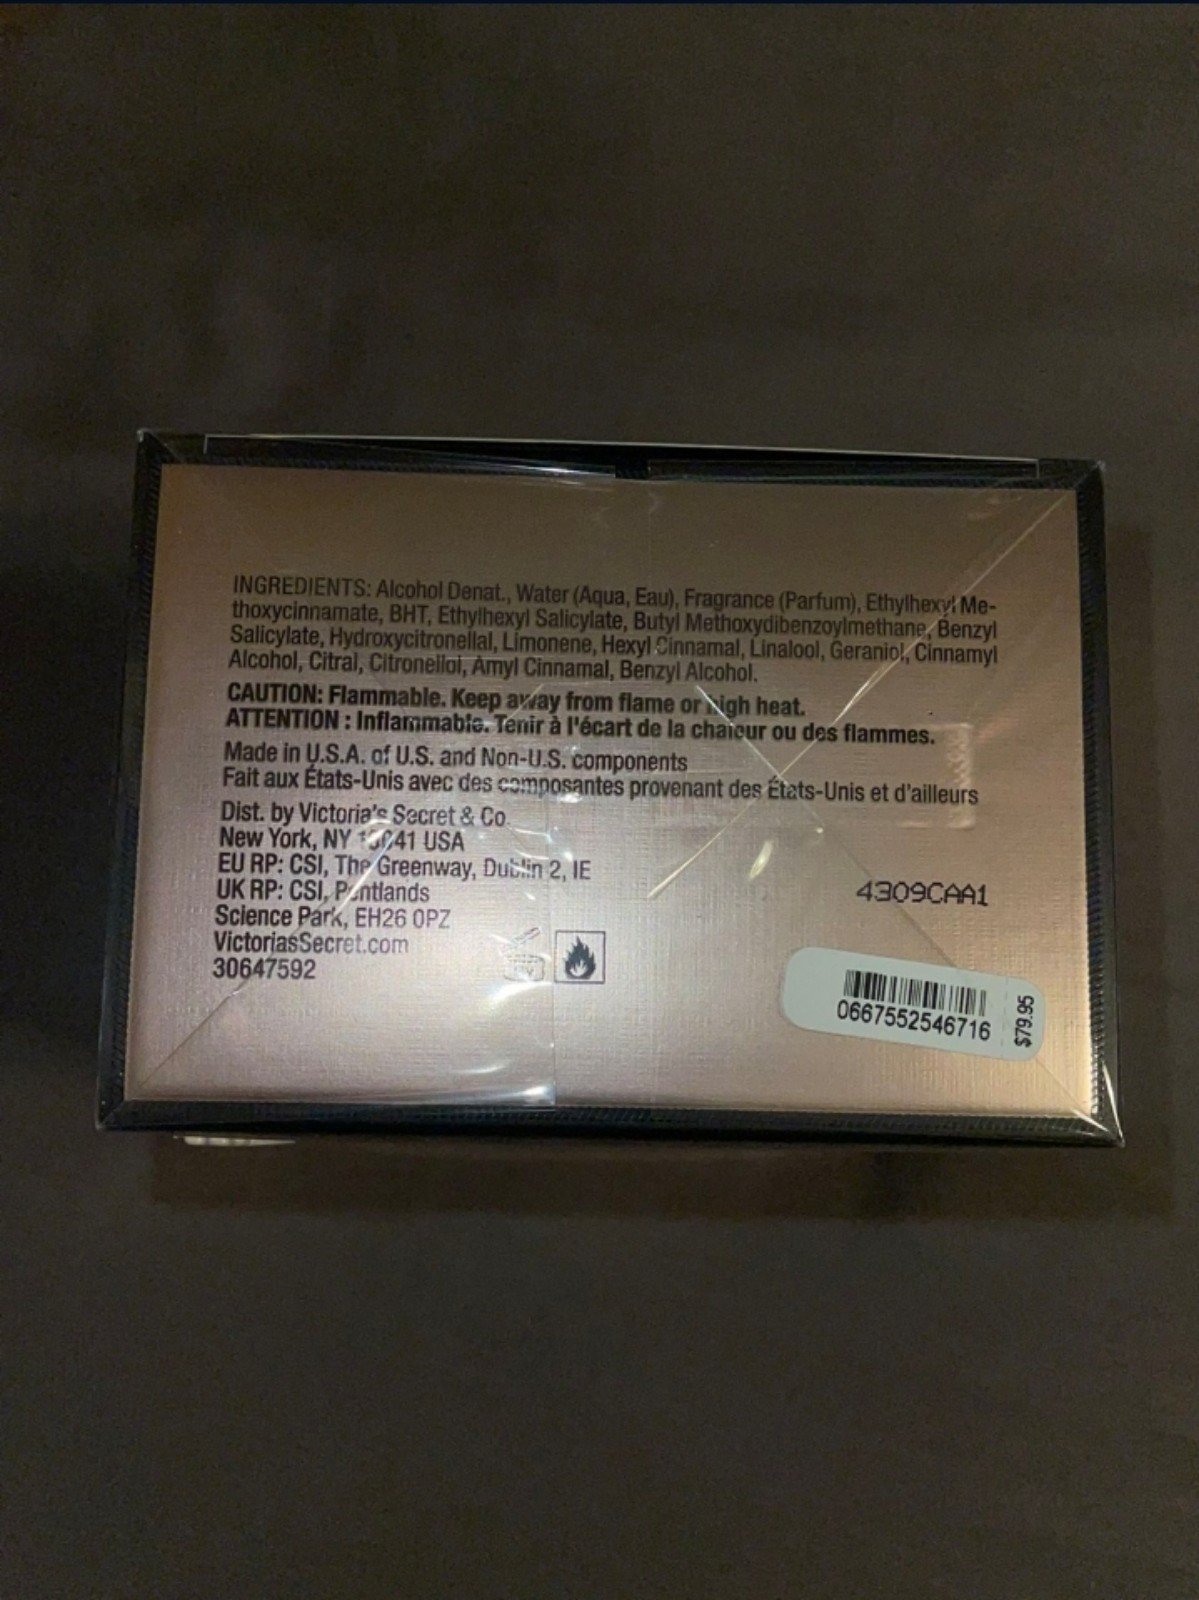 INGREDIENTS: Alcohol Denat., Water (Aqua, Eau), Fragrance (Parfum), Ethylhexyl Me-
thoxycinnamate, BHT, Ethylhexyl Salicylate, Butyl Methoxydibenzoylmethane, Benzyl
Salicylate, Hydroxycitronellal, Limonene, Hexyl Cinnamal, Linalool, Geraniol, Cinnamyl
Alcohol, Citral, Citronellol, Amyl Cinnamal, Benzyl Alcohol.
CAUTION: Flammable. Keep away from flame or high heat.
ATTENTION : Inflammable. Tenir à l'écart de la chaleur ou des flammes.
Made in U.S.A. of U.S. and Non-U.S. components
Fait aux États-Unis avec des composantes provenant des États-Unis et d'ailleurs
Dist. by Victoria's Secret & Co.
New York, NY USA
EU RP: CSI, The Greenway, Dublin 2, IE
UK RP: CSI, Pentlands
Science Park, EH26 0PZ
VictoriasSecret.com
30647592
4309CAA1
0667552546716
$79.95